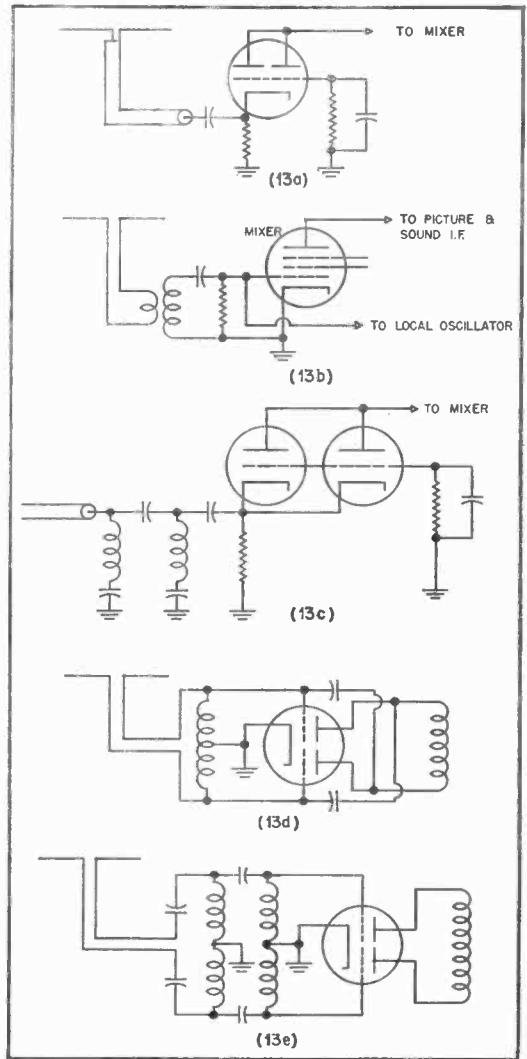 TO MIXER
(13a)
TO PICTURE &
SOUND I.F.
MIXER
TO LOCAL OSCILLATOR
(13b)
TO MIXER
(13c)
(13d)
(13e)